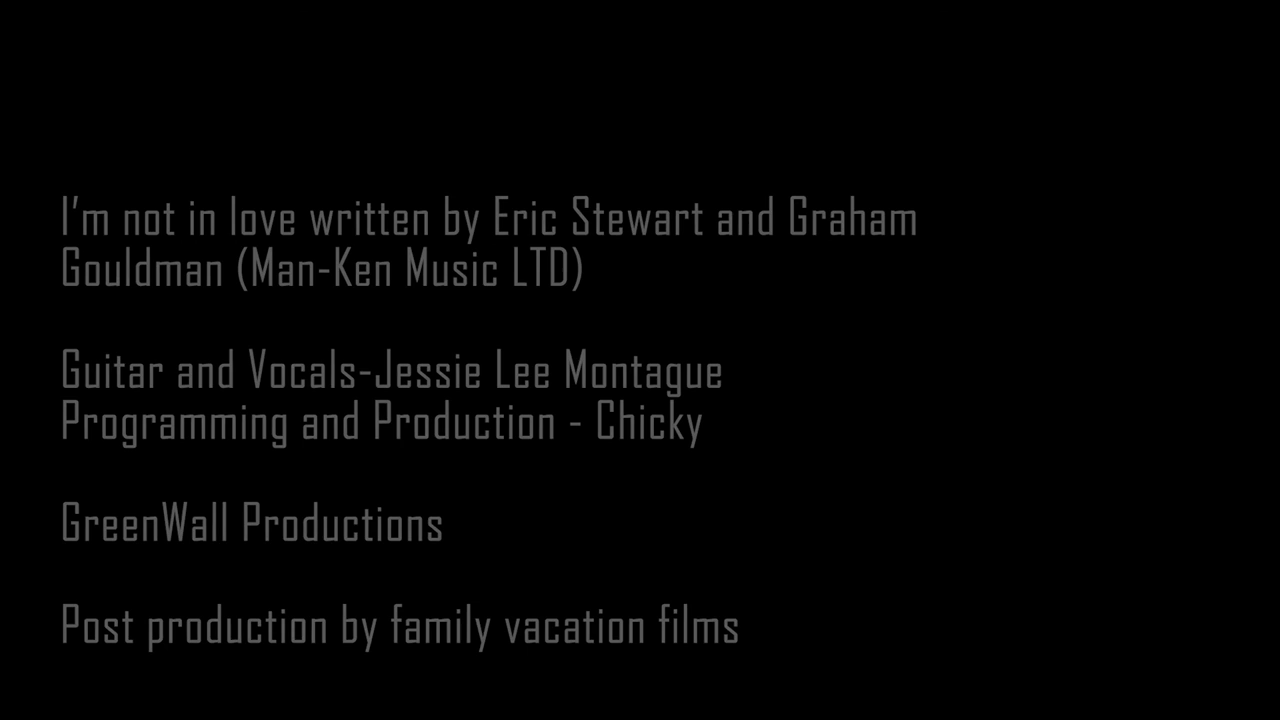 I'm not in love written by Eric Stewart and Graham
Gouldman (Man-Ken Music LTD)
Guitar and Vocals-Jessie Lee Montague
Programming and Production - Chicky
GreenWall Productions
Post production by family vacation films